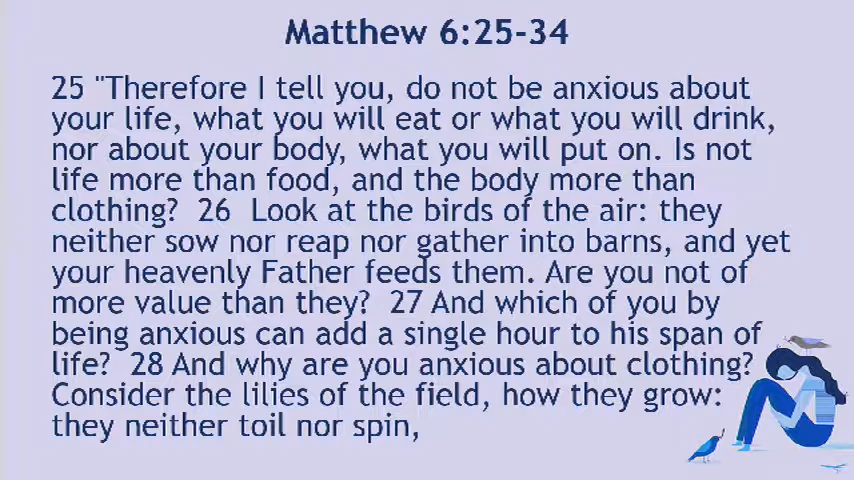 Matthew 6:25-34
25 "Therefore I tell you, do not be anxious about
your life, what you will eat or what you will drink,
nor about your body, what you will put on. Is not
life more than food, and the body more than
clothing? 26 Look at the birds of the air: they
neither sow nor reap nor gather into barns, and yet
your heavenly Father feeds them. Are you not of
more value than they? 27 And which of you by
being anxious can add a single hour to his span of
life? 28 And why are you anxious about clothing?
Consider the lilies of the field, how they grow:
they neither toil nor spin,